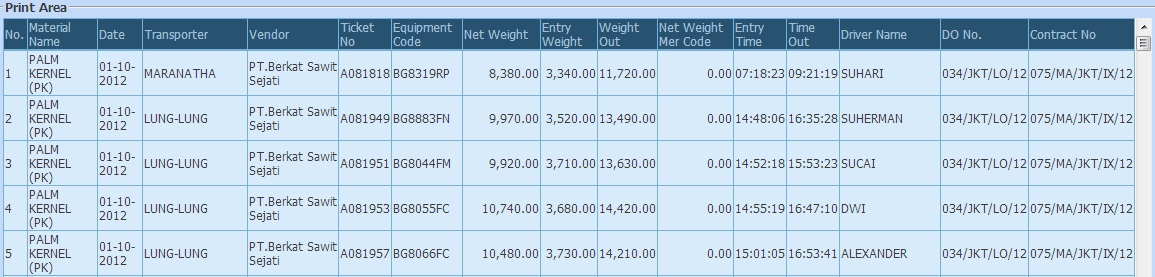 Print Area
No. Material Name Date Transporter Vendor Ticket No Equipment Code Net Weight Entry Weight Weight Out Net Weight Mer Code Entry Time Time Out Driver Name DO No. Contract No
1 PALM KERNEL (PK) 01-10-2012 MARANATHA PT.Berkat Sawit Sejati A081818 BG8319RP 8,380.00 3,340.00 11,720.00 0.00 07:18:23 09:21:19 SUHARI 034/JKT/LO/12 075/MA/JKT/IX/12
2 PALM KERNEL (PK) 01-10-2012 LUNG-LUNG PT.Berkat Sawit Sejati A081949 BG8883FN 9,970.00 3,520.00 13,490.00 0.00 14:48:06 16:35:28 SUHERMAN 034/JKT/LO/12 075/MA/JKT/IX/12
3 PALM KERNEL (PK) 01-10-2012 LUNG-LUNG PT.Berkat Sawit Sejati A081951 BG8044FM 9,920.00 3,710.00 13,630.00 0.00 14:52:18 15:53:23 SUCAI 034/JKT/LO/12 075/MA/JKT/IX/12
4 PALM KERNEL (PK) 01-10-2012 LUNG-LUNG PT.Berkat Sawit Sejati A081953 BG8055FC 10,740.00 3,680.00 14,420.00 0.00 14:55:19 16:47:10 DWI 034/JKT/LO/12 075/MA/JKT/IX/12
5 PALM KERNEL (PK) 01-10-2012 LUNG-LUNG PT.Berkat Sawit Sejati A081957 BG8066FC 10,480.00 3,730.00 14,210.00 0.00 15:01:05 16:53:41 ALEXANDER 034/JKT/LO/12 075/MA/JKT/IX/12